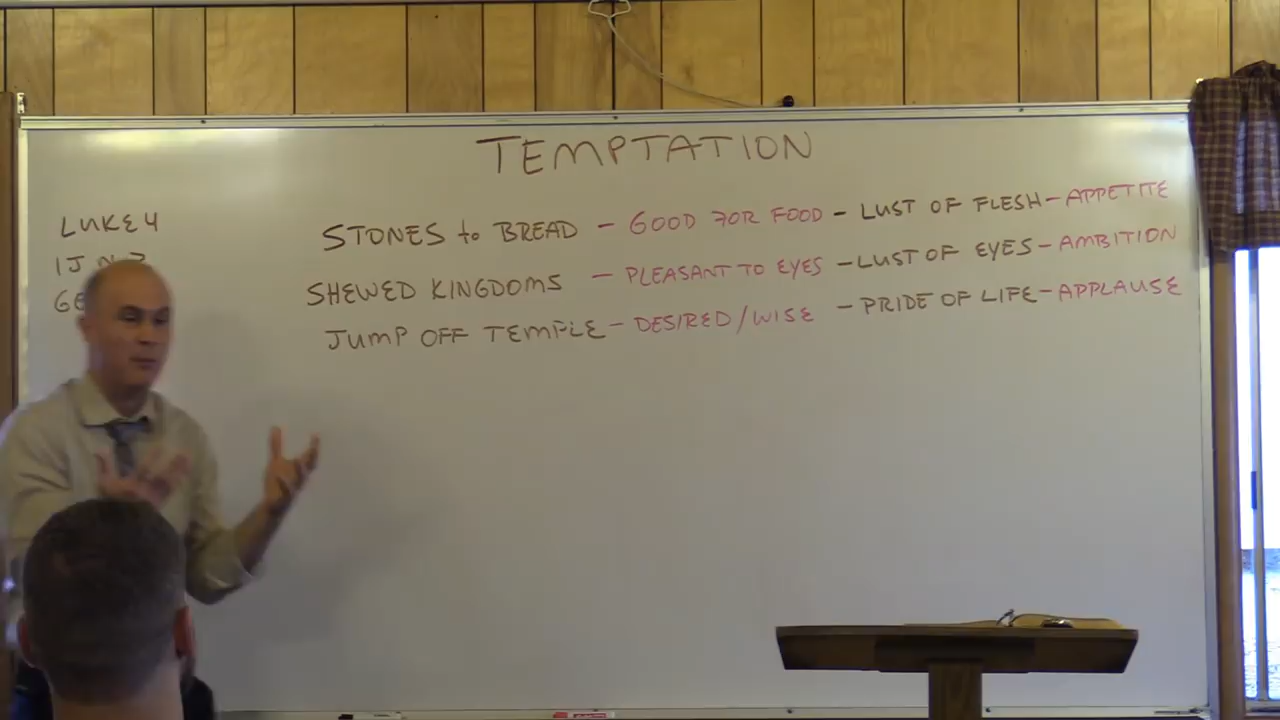 TEMPTATION
LUKE 4
STONES to BREAD - GOOD FOR FOOD - LUST OF FLESH - APPETITE
SHEWED KINGDOMS - PLEASANT TO EYES - LUST OF EYES - AMBITION
JUMP OFF TEMPLE - DESIRED/WISE - PRIDE OF LIFE - APPLAUSE